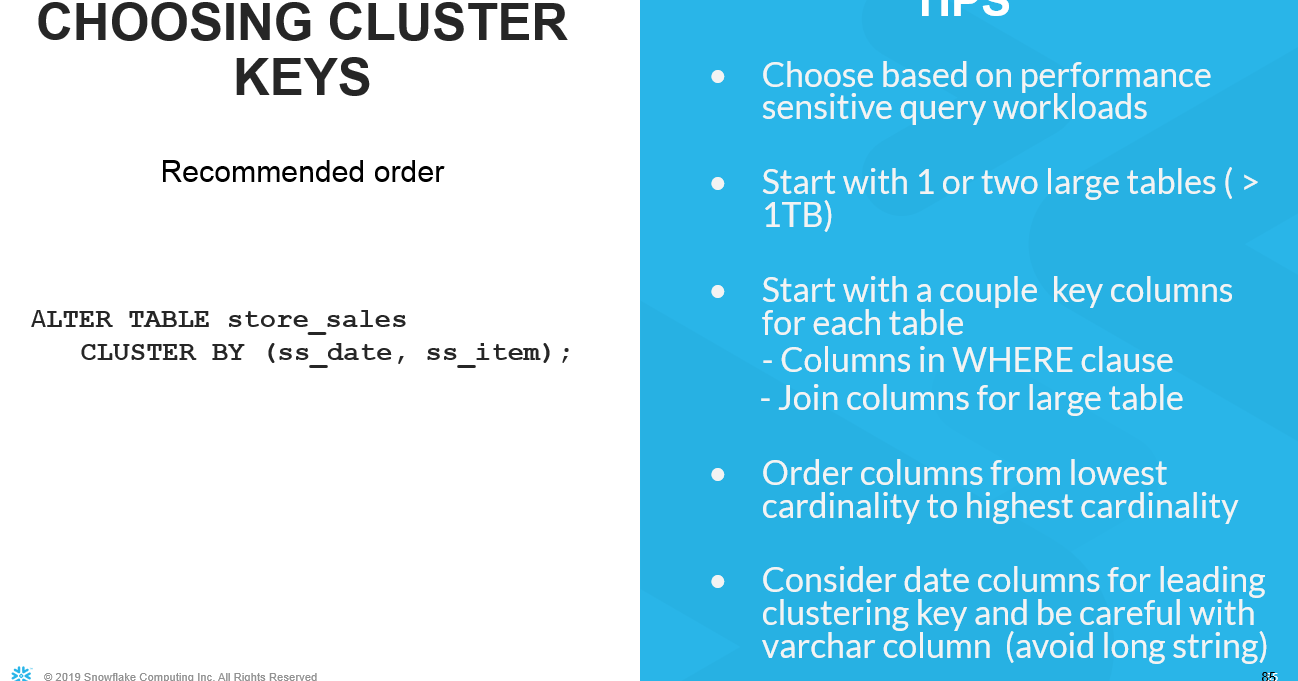 CHOOSING CLUSTER
KEYS
Recommended order
ALTER TABLE store_sales
CLUSTER BY (ss_date, ss_item);
TIPS
● Choose based on performance
sensitive query workloads
● Start with 1 or two large tables ( >
1TB)
● Start with a couple  key columns
for each table
- Columns in WHERE clause
- Join columns for large table
● Order columns from lowest
cardinality to highest cardinality
● Consider date columns for leading
clustering key and be careful with
varchar column  (avoid long string)
© 2019 Snowflake Computing Inc. All Rights Reserved
85